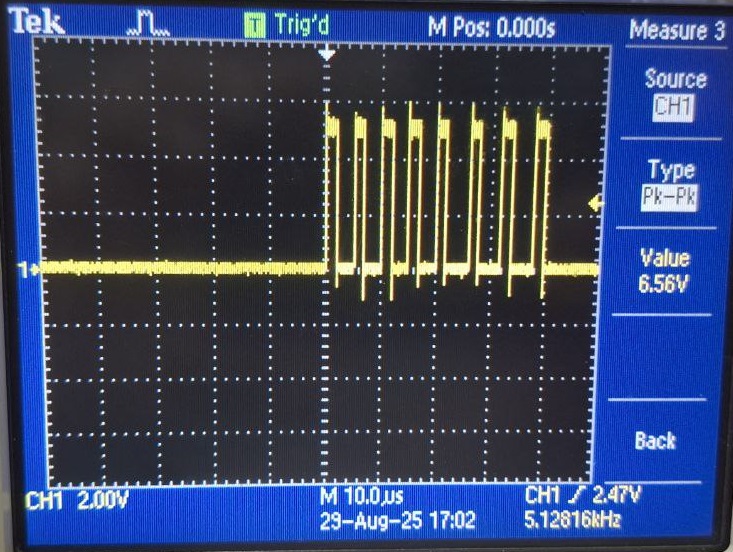 Tek T Trig'd M Pos: 0.000s Measure 3
Source
CH1
Type
Pk-Pk
Value
6.56V
1
Back
CH1 2.00V M 10.0µs CH1 2.47V
29-Aug-25 17:02 5.12816kHz